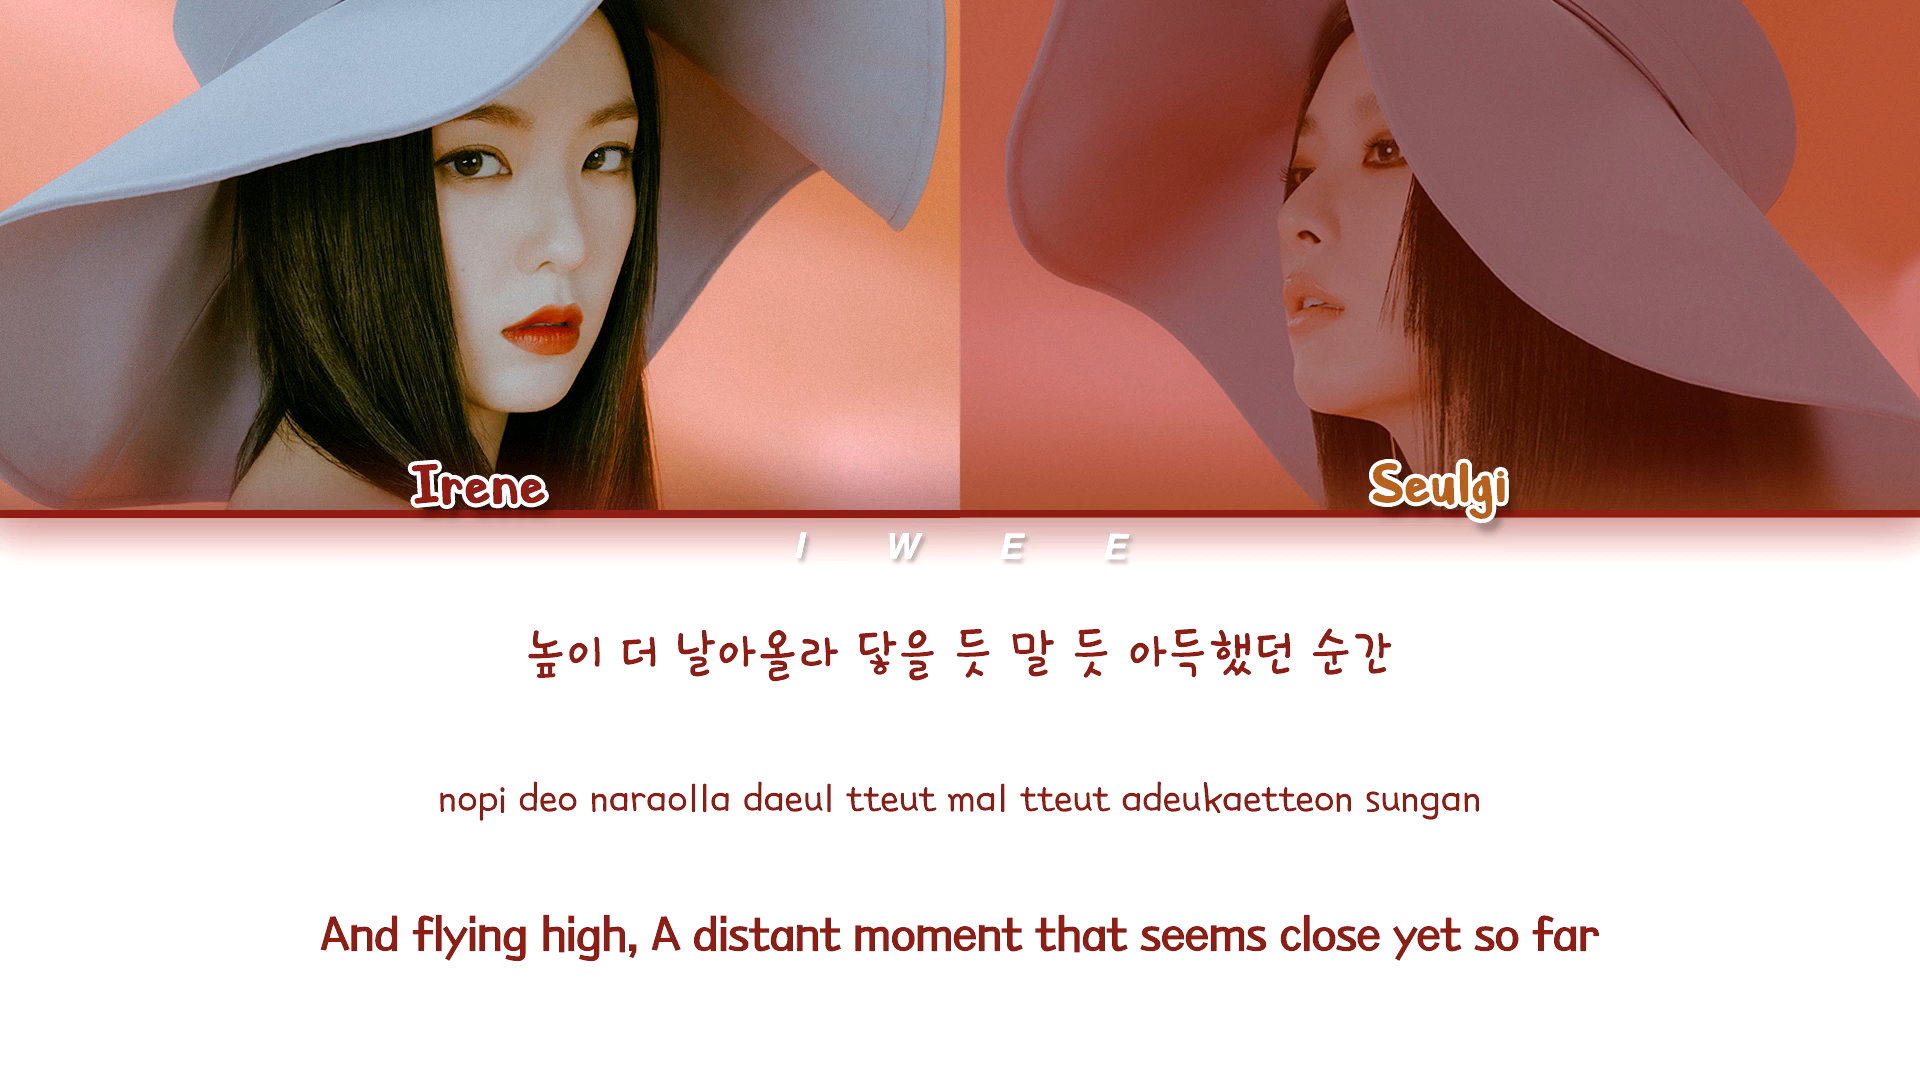 Irene
Seulgi
I W E E
높이 더 날아올라 닿을 듯 말 듯 아득했던 순간
nopi deo naraolla daeul tteut mal tteut adeukaetteon sungan
And flying high, A distant moment that seems close yet so far